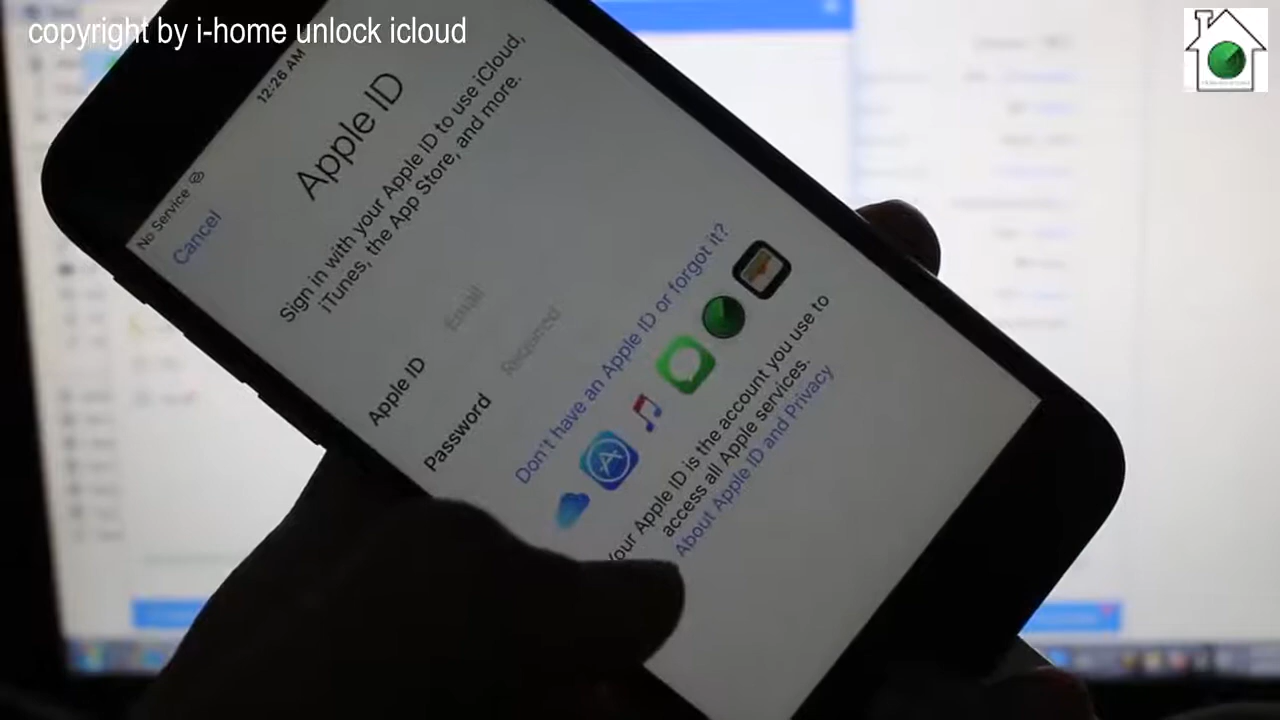 copyright by i-home unlock icloud
No Service
12:26 AM
Cancel
Apple ID
Sign in with your Apple ID to use iCloud,
iTunes, the App Store, and more.
Apple ID Email
Password Required
Don't have an Apple ID or forgot it?
Your Apple ID is the account you use to
access all Apple services.
About Apple ID and Privacy